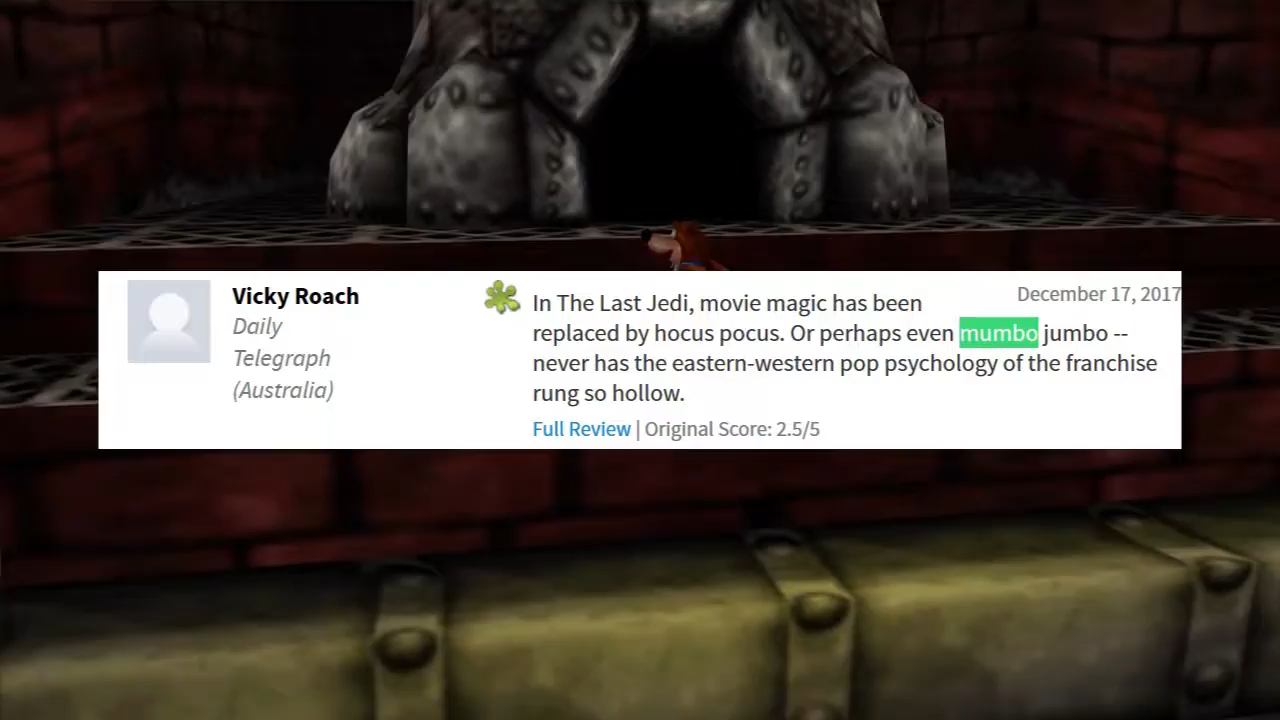 Vicky Roach
Daily
Telegraph
(Australia)
In The Last Jedi, movie magic has been
December 17, 2017
replaced by hocus pocus. Or perhaps even mumbo jumbo --
never has the eastern-western pop psychology of the franchise
rung so hollow.
Full Review | Original Score: 2.5/5